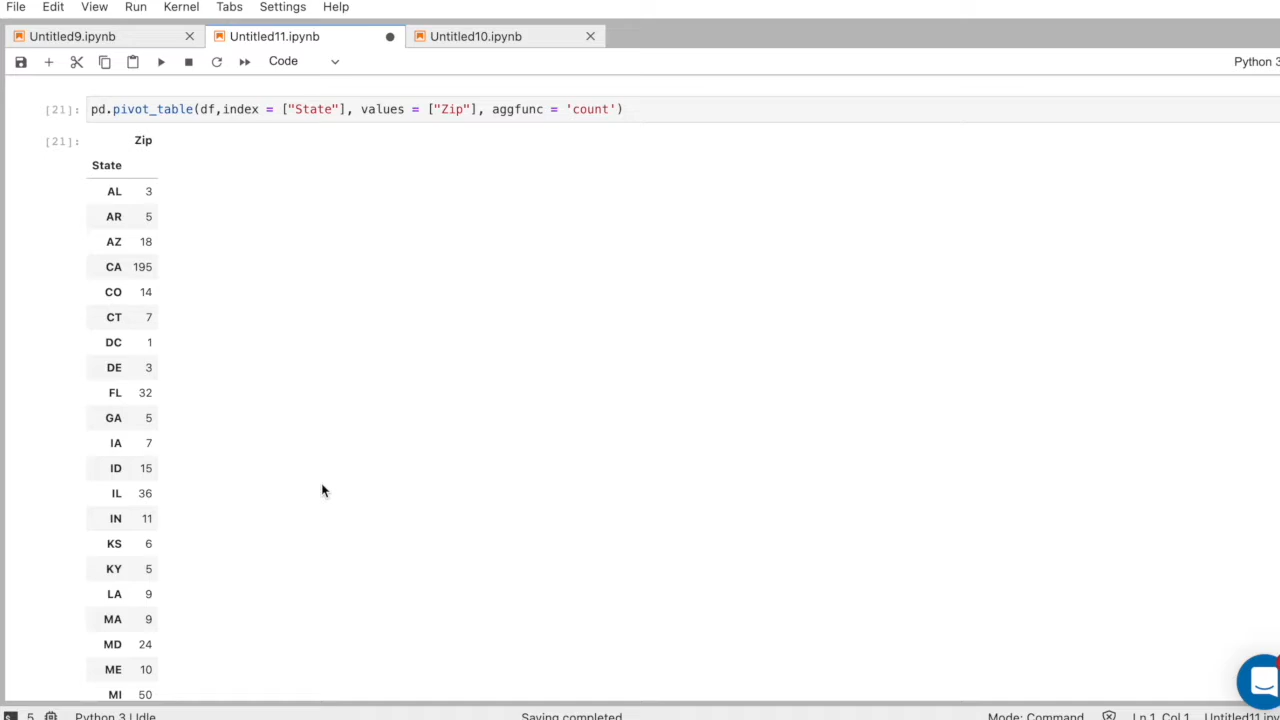 File Edit View Run Kernel Tabs Settings Help
Untitled9.ipynb Untitled11.ipynb Untitled10.ipynb
Code Python 3
[21]: pd.pivot_table(df,index = ["State"], values = ["Zip"], aggfunc = 'count')
[21]: Zip
State
AL 3
AR 5
AZ 18
CA 195
CO 14
CT 7
DC 1
DE 3
FL 32
GA 5
IA 7
ID 15
IL 36
IN 11
KS 6
KY 5
LA 9
MA 9
MD 24
ME 10
MI 50
5 Python 3 | Idle Saving completed Mode: Command Ln 1, Col 1 Untitled11.ipy